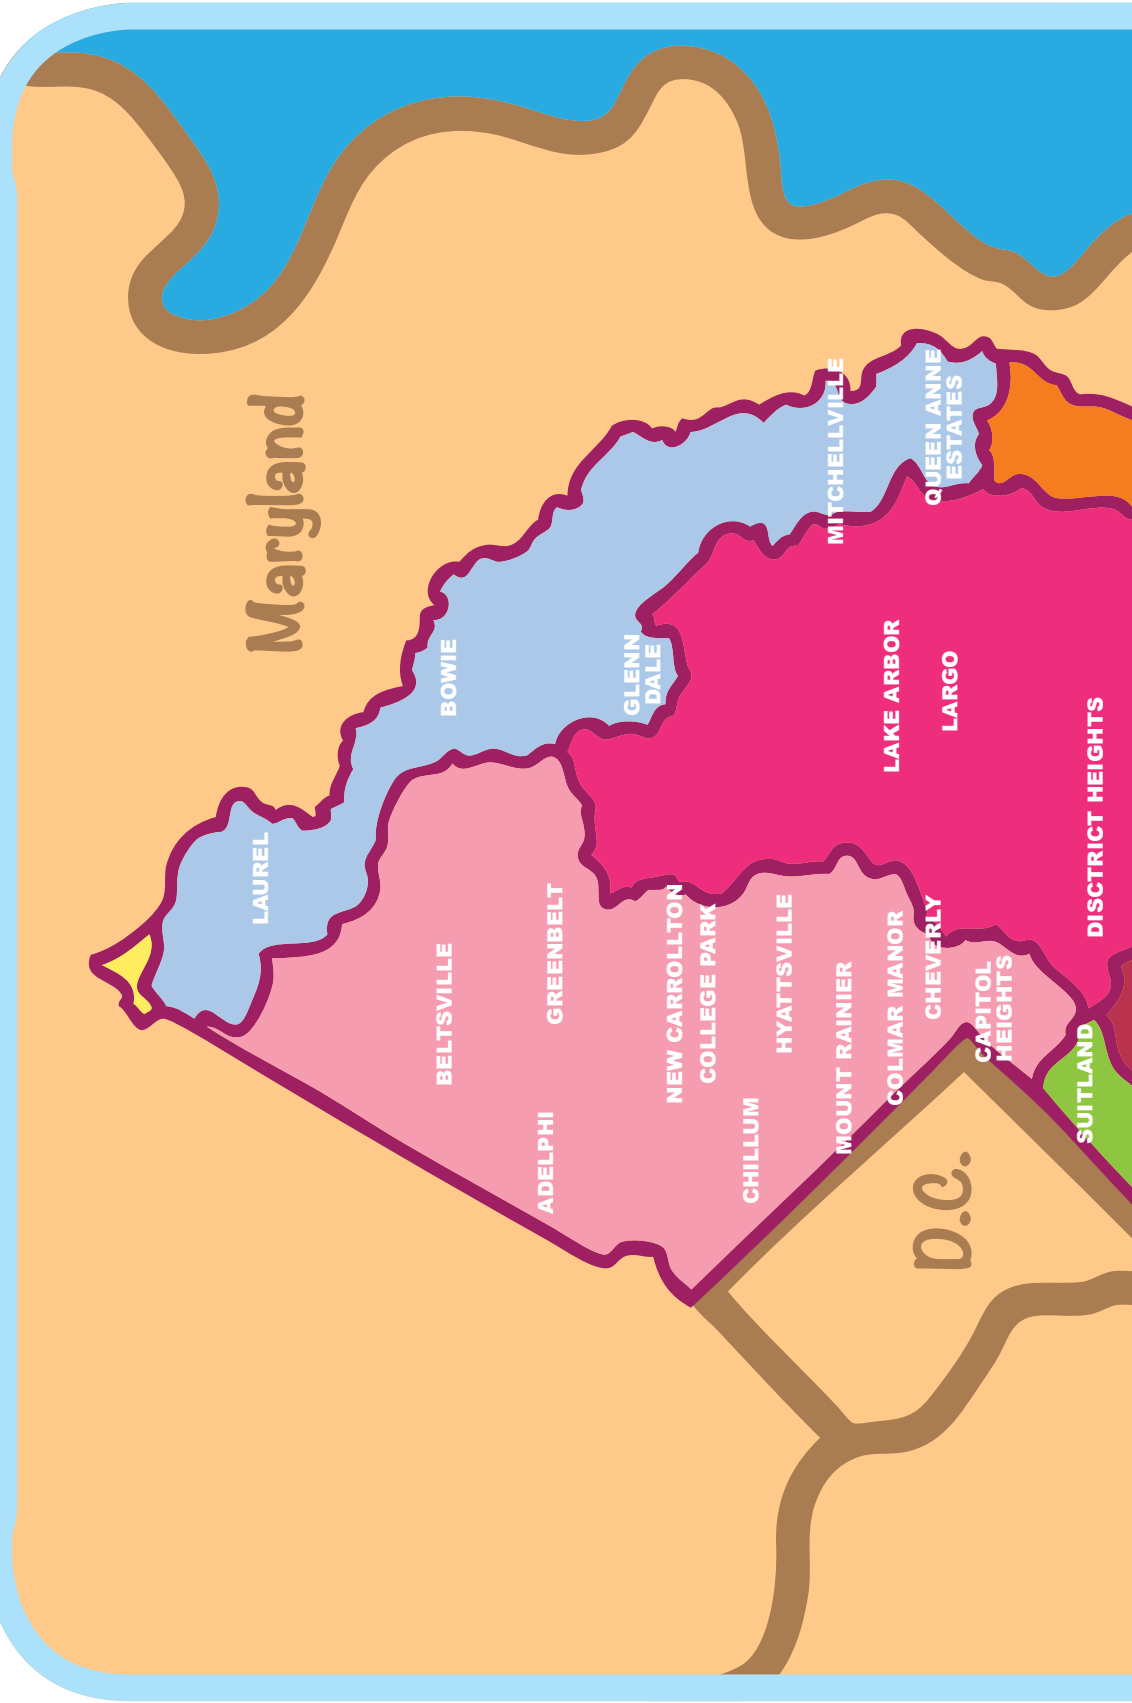 Maryland
LAUREL
BOWIE
BELTSVILLE
GLENN
DALE
GREENBELT
ADELPHI
NEW CARROLLTON
COLLEGE PARK
MITCHELLVILLE
HYATTSVILLE
CHILLUM
MOUNT RAINIER
LAKE ARBOR
COLMAR MANOR
QUEEN ANNE
ESTATES
LARGO
CHEVERLY
CAPITOL
HEIGHTS
D.C.
DISCTRICT HEIGHTS
SUITLAND